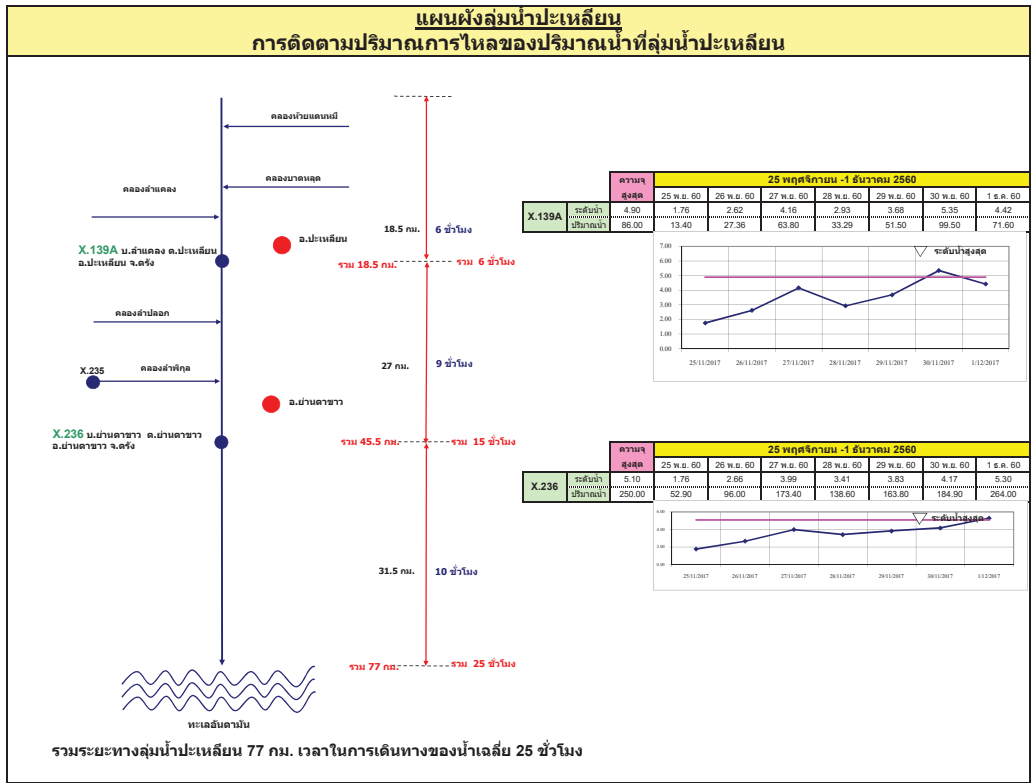 แผนผังลุ่มน้ำปะเหลียน
การติดตามปริมาณการไหลของปริมาณน้ำที่ลุ่มน้ำปะเหลียน
คลองห้วยแดนหมี
คลองบาดหลุด
คลองลำแคลง
18.5 กม.
6 ชั่วโมง
อ.ปะเหลียน
X.139A บ.ลำแคลง ต.ปะเหลียน
อ.ปะเหลียน จ.ตรัง
รวม 18.5 กม.
รวม 6 ชั่วโมง
คลองลำปลอก
X.235
คลองลำพิกุล
27 กม.
9 ชั่วโมง
อ.ย่านตาขาว
X.236 บ.ย่านตาขาว ต.ย่านตาขาว
อ.ย่านตาขาว จ.ตรัง
รวม 45.5 กม.
รวม 15 ชั่วโมง
31.5 กม.
10 ชั่วโมง
รวม 77 กม.
รวม 25 ชั่วโมง
ทะเลอันดามัน
รวมระยะทางลุ่มน้ำปะเหลียน 77 กม. เวลาในการเดินทางของน้ำเฉลี่ย 25 ชั่วโมง
ความจุ 25 พฤศจิกายน -1 ธันวาคม 2560
สูงสุด 25 พ.ย. 60 26 พ.ย. 60 27 พ.ย. 60 28 พ.ย. 60 29 พ.ย. 60 30 พ.ย. 60 1 ธ.ค. 60
X.139A
ระดับน้ำ 4.90 1.76 2.62 4.16 2.93 3.68 5.35 4.42
ปริมาณน้ำ 86.00 13.40 27.36 63.80 33.29 51.50 99.50 71.60
ระดับน้ำสูงสุด
7.00
6.00
5.00
4.00
3.00
2.00
1.00
0.00
25/11/2017 26/11/2017 27/11/2017 28/11/2017 29/11/2017 30/11/2017 1/12/2017
ความจุ 25 พฤศจิกายน -1 ธันวาคม 2560
สูงสุด 25 พ.ย. 60 26 พ.ย. 60 27 พ.ย. 60 28 พ.ย. 60 29 พ.ย. 60 30 พ.ย. 60 1 ธ.ค. 60
X.236
ระดับน้ำ 5.10 1.76 2.66 3.99 3.41 3.83 4.17 5.30
ปริมาณน้ำ 250.00 52.90 96.00 173.40 138.60 163.80 184.90 264.00
ระดับน้ำสูงสุด
6.00
4.00
2.00
0.00
25/11/2017 26/11/2017 27/11/2017 28/11/2017 29/11/2017 30/11/2017 1/12/2017